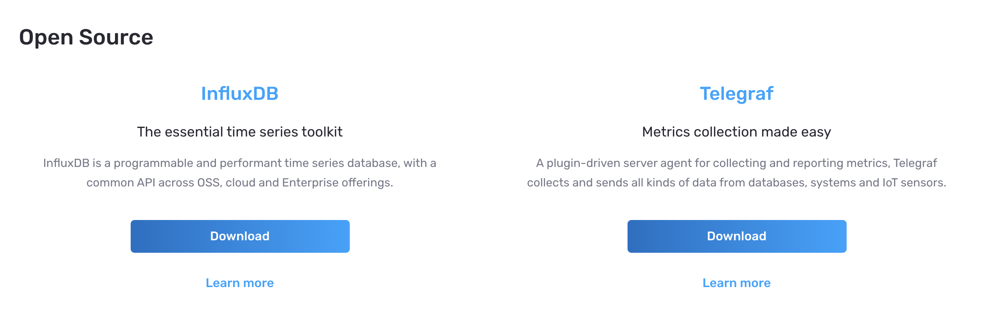 Open Source
InfluxDB
The essential time series toolkit
InfluxDB is a programmable and performant time series database, with a
common API across OSS, cloud and Enterprise offerings.
Download
Learn more
Telegraf
Metrics collection made easy
A plugin-driven server agent for collecting and reporting metrics, Telegraf
collects and sends all kinds of data from databases, systems and IoT sensors.
Download
Learn more